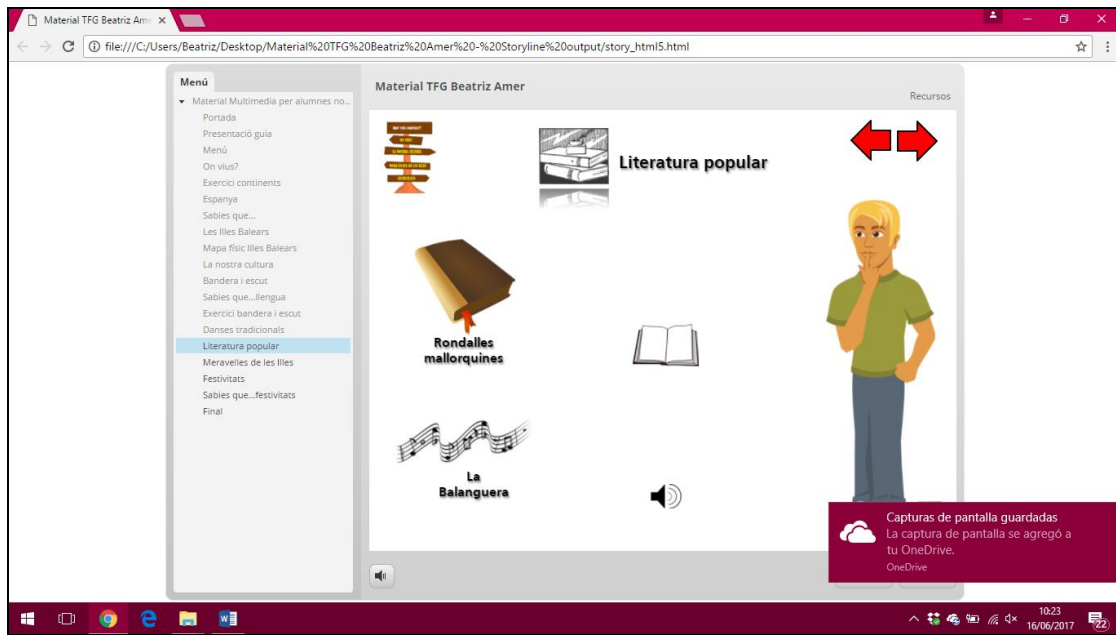 Material TFG Beatriz Ame
file:///C:/Users/Beatriz/Desktop/Material%20TFG%20Beatriz%20Amer%20-%20Storyline%20output/story_html5.html
Menú
Material Multimedia per alumnes no...
Portada
Presentació guia
Menú
On vius?
Exercici continents
Espanya
Sabies que...
Les Illes Balears
Mapa físic Illes Balears
La nostra cultura
Bandera i escut
Sabies que...llengua
Exercici bandera i escut
Danses tradicionals
Literatura popular
Meravelles de les Illes
Festivitats
Sabies que...festivitats
Final
Material TFG Beatriz Amer
Recursos
Literatura popular
Rondalles
mallorquines
La
Balanguera
Capturas de pantalla guardadas
La captura de pantalla se agregó a
tu OneDrive.
OneDrive
10:23
16/06/2017
22